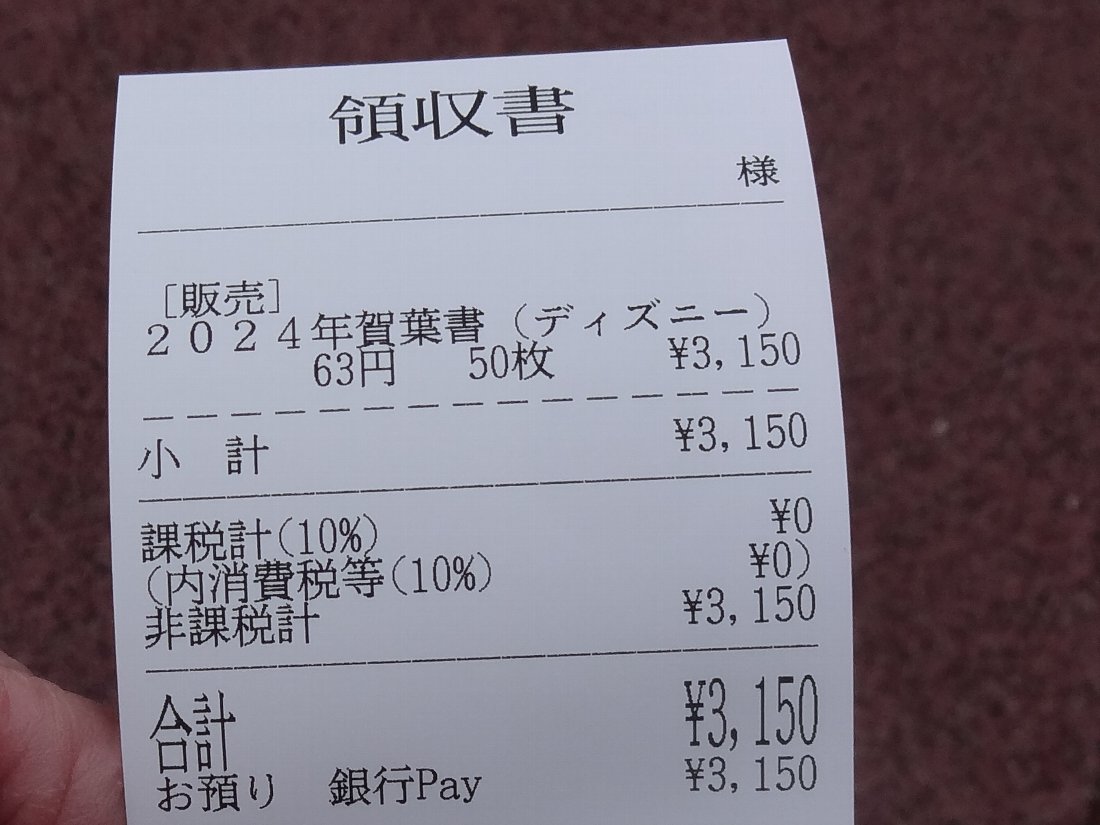 領収書
様
[販売]
２０２４年賀葉書（ディズニー）
63円 50枚 ¥3,150
小 計 ¥3,150
課税計(10%) ¥0
(内消費税等(10%) ¥0)
非課税計 ¥3,150
合計 ¥3,150
お預り 銀行Pay ¥3,150